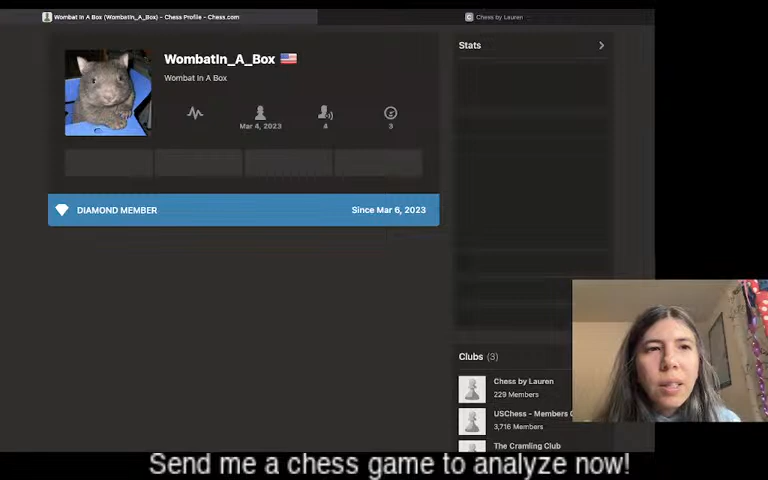 Wombat In A Box (WombatIn_A_Box) - Chess Profile - Chess.com
Chess by Lauren
WombatIn_A_Box
Wombat In A Box
Mar 4, 2023
4
3
DIAMOND MEMBER
Since Mar 6, 2023
Stats
Clubs (3)
Chess by Lauren
229 Members
USChess - Members
3,716 Members
The Cramling Club
Send me a chess game to analyze now!